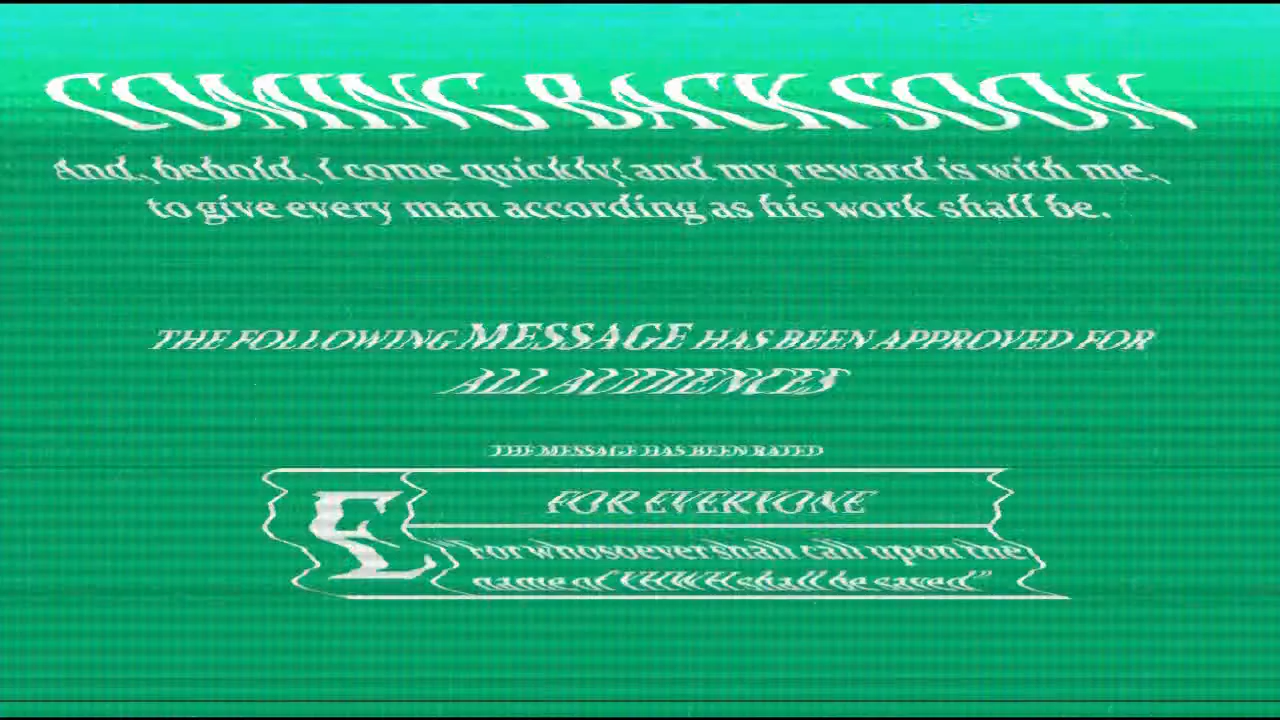 COMING BACK SOON
And, behold, I come quickly; and my reward is with me,
to give every man according as his work shall be.
THE FOLLOWING MESSAGE HAS BEEN APPROVED FOR
ALL AUDIENCES
THE MESSAGE HAS BEEN RATED
E
FOR EVERYONE
"For whosoever shall call upon the
name of YHWH shall be saved"